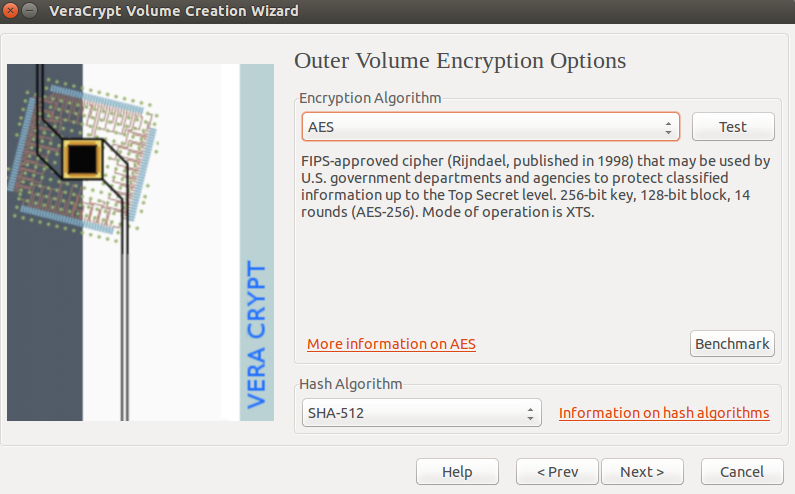 VeraCrypt Volume Creation Wizard
Outer Volume Encryption Options
Encryption Algorithm
AES
Test
FIPS-approved cipher (Rijndael, published in 1998) that may be used by
U.S. government departments and agencies to protect classified
information up to the Top Secret level. 256-bit key, 128-bit block, 14
rounds (AES-256). Mode of operation is XTS.
VERA CRYPT
More information on AES
Benchmark
Hash Algorithm
SHA-512
Information on hash algorithms
Help
< Prev
Next >
Cancel